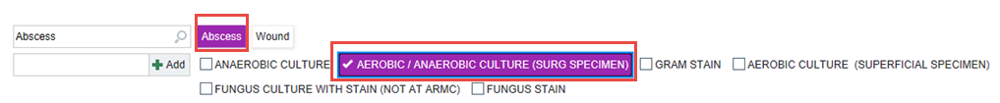 Abscess Abscess Wound
Add ANAEROBIC CULTURE AEROBIC / ANAEROBIC CULTURE (SURG SPECIMEN) GRAM STAIN AEROBIC CULTURE (SUPERFICIAL SPECIMEN)
FUNGUS CULTURE WITH STAIN (NOT AT ARMC) FUNGUS STAIN